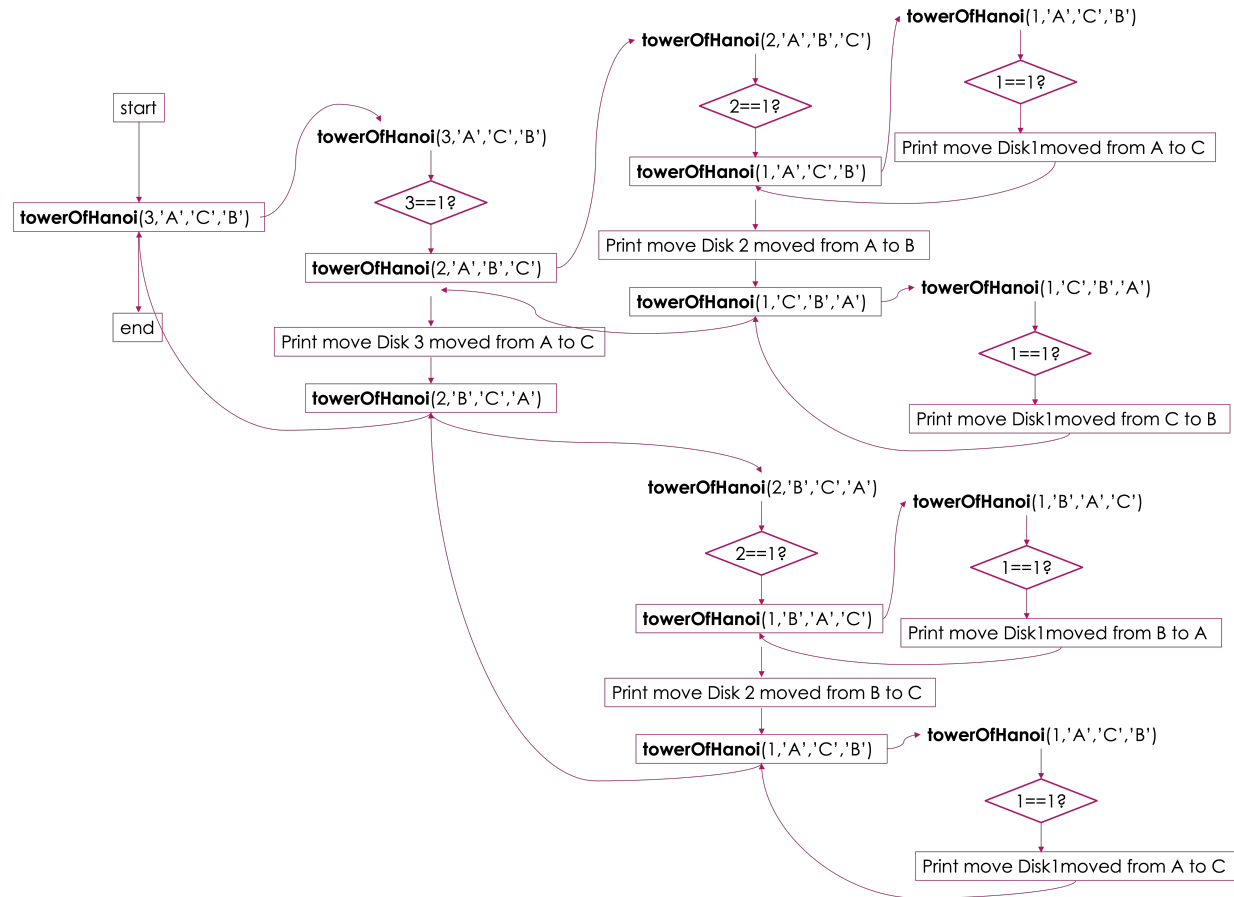 start
towerOfHanoi(3,'A','C','B')
end
towerOfHanoi(3,'A','C','B')
3==1?
towerOfHanoi(2,'A','B','C')
Print move Disk 3 moved from A to C
towerOfHanoi(2,'B','C','A')
towerOfHanoi(2,'A','B','C')
2==1?
towerOfHanoi(1,'A','C','B')
Print move Disk 2 moved from A to B
towerOfHanoi(1,'C','B','A')
towerOfHanoi(1,'A','C','B')
1==1?
Print move Disk1moved from A to C
towerOfHanoi(1,'C','B','A')
1==1?
Print move Disk1moved from C to B
towerOfHanoi(2,'B','C','A')
2==1?
towerOfHanoi(1,'B','A','C')
Print move Disk 2 moved from B to C
towerOfHanoi(1,'A','C','B')
towerOfHanoi(1,'B','A','C')
1==1?
Print move Disk1moved from B to A
towerOfHanoi(1,'A','C','B')
1==1?
Print move Disk1moved from A to C